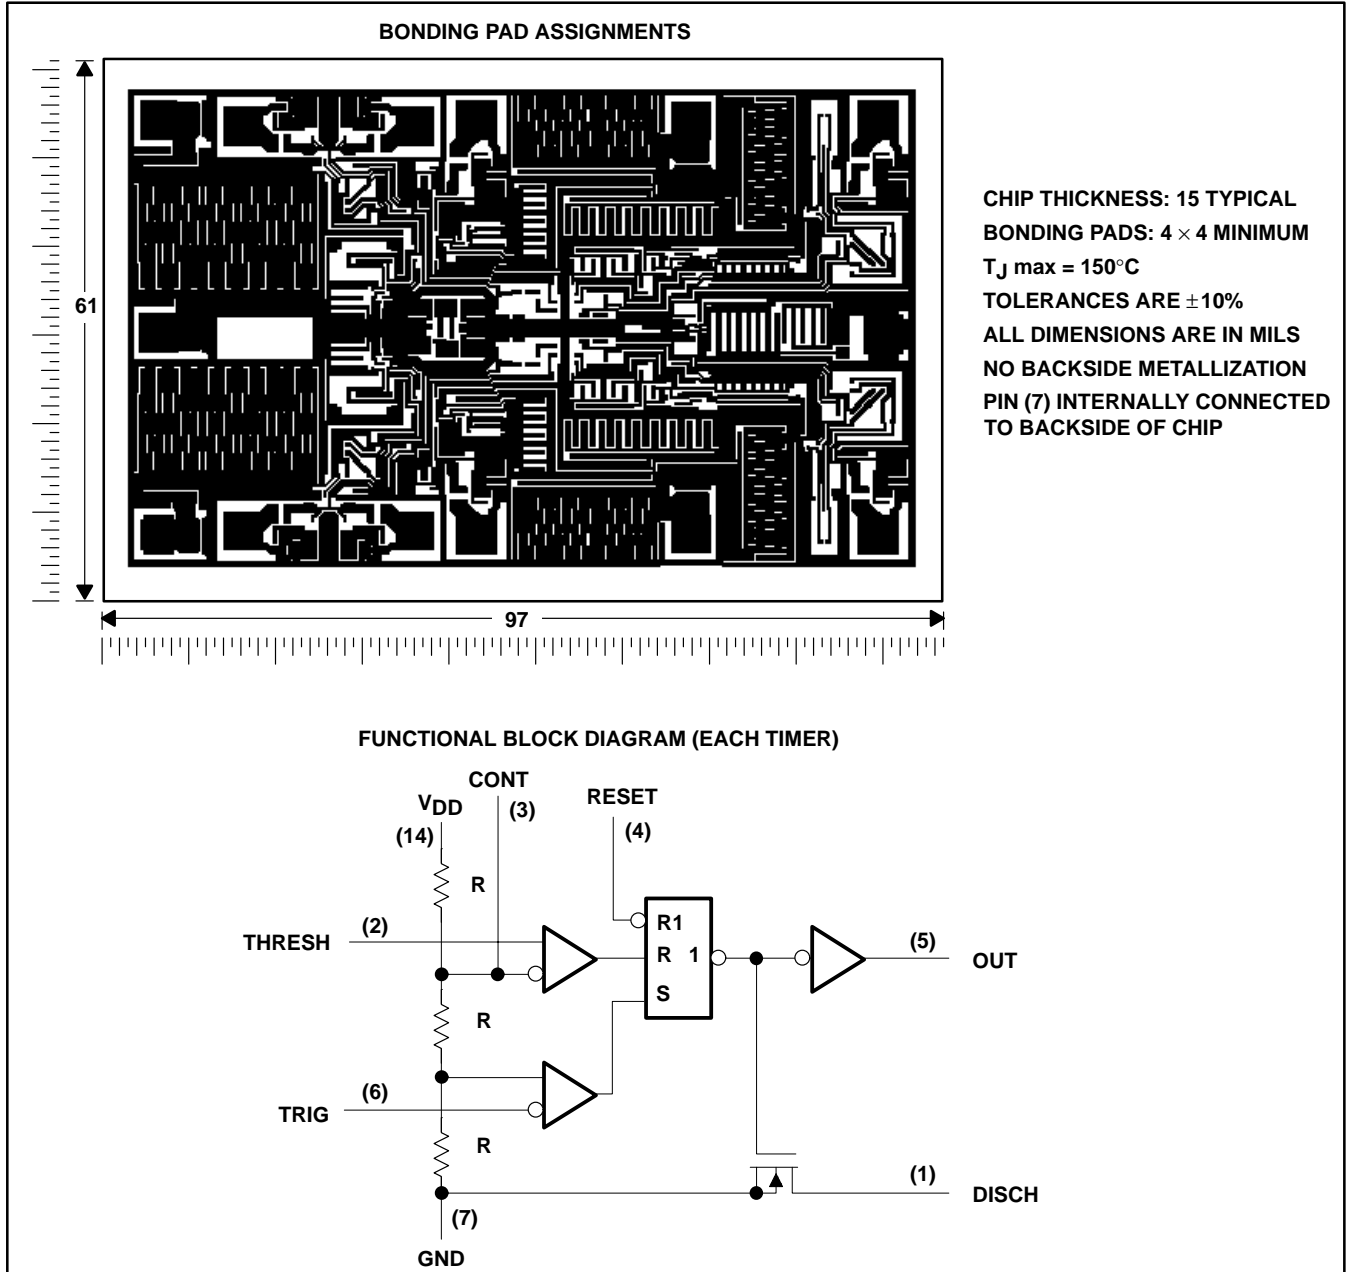 BONDING PAD ASSIGNMENTS
61
97
CHIP THICKNESS: 15 TYPICAL
BONDING PADS: 4 × 4 MINIMUM
TJ max = 150°C
TOLERANCES ARE ±10%
ALL DIMENSIONS ARE IN MILS
NO BACKSIDE METALLIZATION
PIN (7) INTERNALLY CONNECTED
TO BACKSIDE OF CHIP
FUNCTIONAL BLOCK DIAGRAM (EACH TIMER)
CONT
VDD
(3)
RESET
(14)
(4)
R
R1
THRESH
(2)
R 1
(5)
OUT
S
R
(6)
TRIG
R
(1)
DISCH
(7)
GND